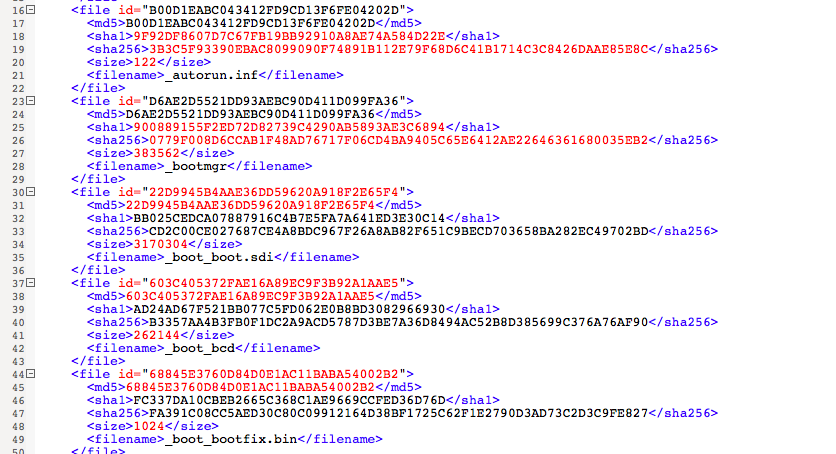 16 <file id="B00D1EABC043412FD9CD13F6FE04202D">
17 <md5>B00D1EABC043412FD9CD13F6FE04202D</md5>
18 <sha1>9F92DF8607D7C67FB19BB92910A8AE74A584D22E</sha1>
19 <sha256>3B3C5F93390EBAC8099090F74891B112E79F68D6C41B1714C3C8426DAAE85E8C</sha256>
20 <size>122</size>
21 <filename>_autorun.inf</filename>
22 </file>
23 <file id="D6AE2D5521DD93AEBC90D411D099FA36">
24 <md5>D6AE2D5521DD93AEBC90D411D099FA36</md5>
25 <sha1>900889155F2ED72D82739C4290AB5893AE3C6894</sha1>
26 <sha256>0779F008D6CCAB1F48AD76717F06CD4BA9405C65E6412AE22646361680035EB2</sha256>
27 <size>383562</size>
28 <filename>_bootmgr</filename>
29 </file>
30 <file id="22D9945B4AAE36DD59620A918F2E65F4">
31 <md5>22D9945B4AAE36DD59620A918F2E65F4</md5>
32 <sha1>BB025CEDCA07887916C4B7E5FA7A641ED3E30C14</sha1>
33 <sha256>CD2C00CE027687CE4A8BDC967F26A8AB82F651C9BECD703658BA282EC49702BD</sha256>
34 <size>3170304</size>
35 <filename>_boot_boot.sdi</filename>
36 </file>
37 <file id="603C405372FAE16A89EC9F3B92A1AAE5">
38 <md5>603C405372FAE16A89EC9F3B92A1AAE5</md5>
39 <sha1>AD24AD67F521BB077C5FD062E0B8BD3082966930</sha1>
40 <sha256>B3357AA4B3FB0F1DC2A9ACD5787D3BE7A36D8494AC52B8D385699C376A76AF90</sha256>
41 <size>262144</size>
42 <filename>_boot_bcd</filename>
43 </file>
44 <file id="68845E3760D84D0E1AC11BABA54002B2">
45 <md5>68845E3760D84D0E1AC11BABA54002B2</md5>
46 <sha1>FC337DA10CBEB2665C368C1AE9669CCFED36D76D</sha1>
47 <sha256>FA391C08CC5AED30C80C09912164D38BF1725C62F1E2790D3AD73C2D3C9FE827</sha256>
48 <size>1024</size>
49 <filename>_boot_bootfix.bin</filename>
50 </file>